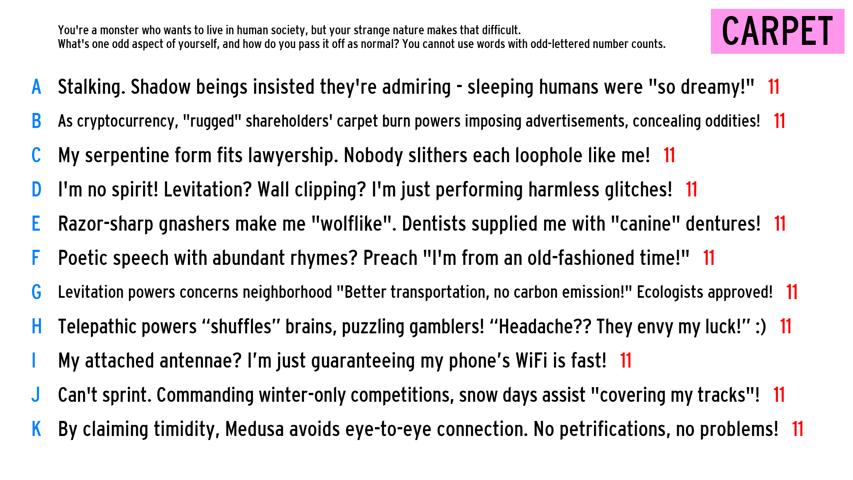 You're a monster who wants to live in human society, but your strange nature makes that difficult.
What's one odd aspect of yourself, and how do you pass it off as normal? You cannot use words with odd-lettered number counts.
CARPET
A Stalking. Shadow beings insisted they're admiring - sleeping humans were "so dreamy!" 11
B As cryptocurrency, "rugged" shareholders' carpet burn powers imposing advertisements, concealing oddities! 11
C My serpentine form fits lawyership. Nobody slithers each loophole like me! 11
D I'm no spirit! Levitation? Wall clipping? I'm just performing harmless glitches! 11
E Razor-sharp gnashers make me "wolflike". Dentists supplied me with "canine" dentures! 11
F Poetic speech with abundant rhymes? Preach "I'm from an old-fashioned time!" 11
G Levitation powers concerns neighborhood "Better transportation, no carbon emission!" Ecologists approved! 11
H Telepathic powers “shuffles” brains, puzzling gamblers! “Headache?? They envy my luck!” :) 11
I My attached antennae? I’m just guaranteeing my phone’s WiFi is fast! 11
J Can't sprint. Commanding winter-only competitions, snow days assist "covering my tracks"! 11
K By claiming timidity, Medusa avoids eye-to-eye connection. No petrifications, no problems! 11